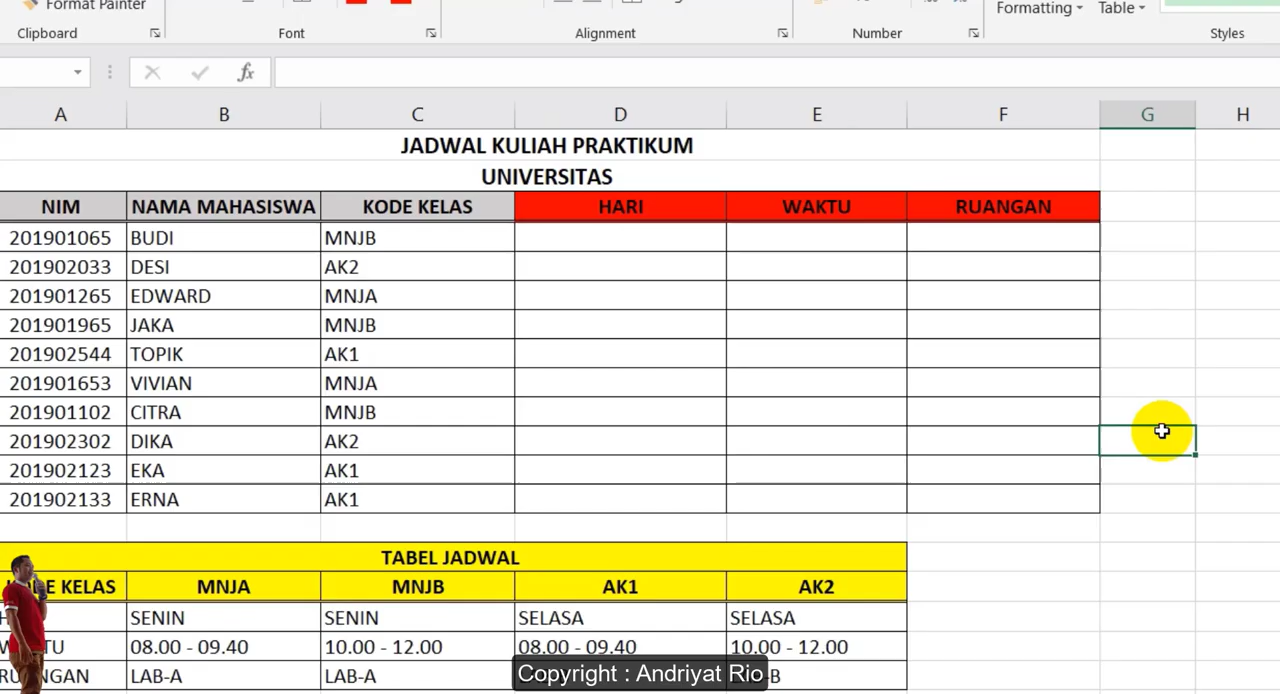 Format Painter
Formatting Table
Clipboard Font Alignment Number Styles
fx
A B C D E F G H
JADWAL KULIAH PRAKTIKUM
UNIVERSITAS
NIM NAMA MAHASISWA KODE KELAS HARI WAKTU RUANGAN
201901065 BUDI MNJB
201902033 DESI AK2
201901265 EDWARD MNJA
201901965 JAKA MNJB
201902544 TOPIK AK1
201901653 VIVIAN MNJA
201901102 CITRA MNJB
201902302 DIKA AK2
201902123 EKA AK1
201902133 ERNA AK1
TABEL JADWAL
KELAS MNJA MNJB AK1 AK2
SENIN SENIN SELASA SELASA
08.00 - 09.40 10.00 - 12.00 08.00 - 09.40 10.00 - 12.00
LAB-A LAB-A
Copyright : Andriyat Rio